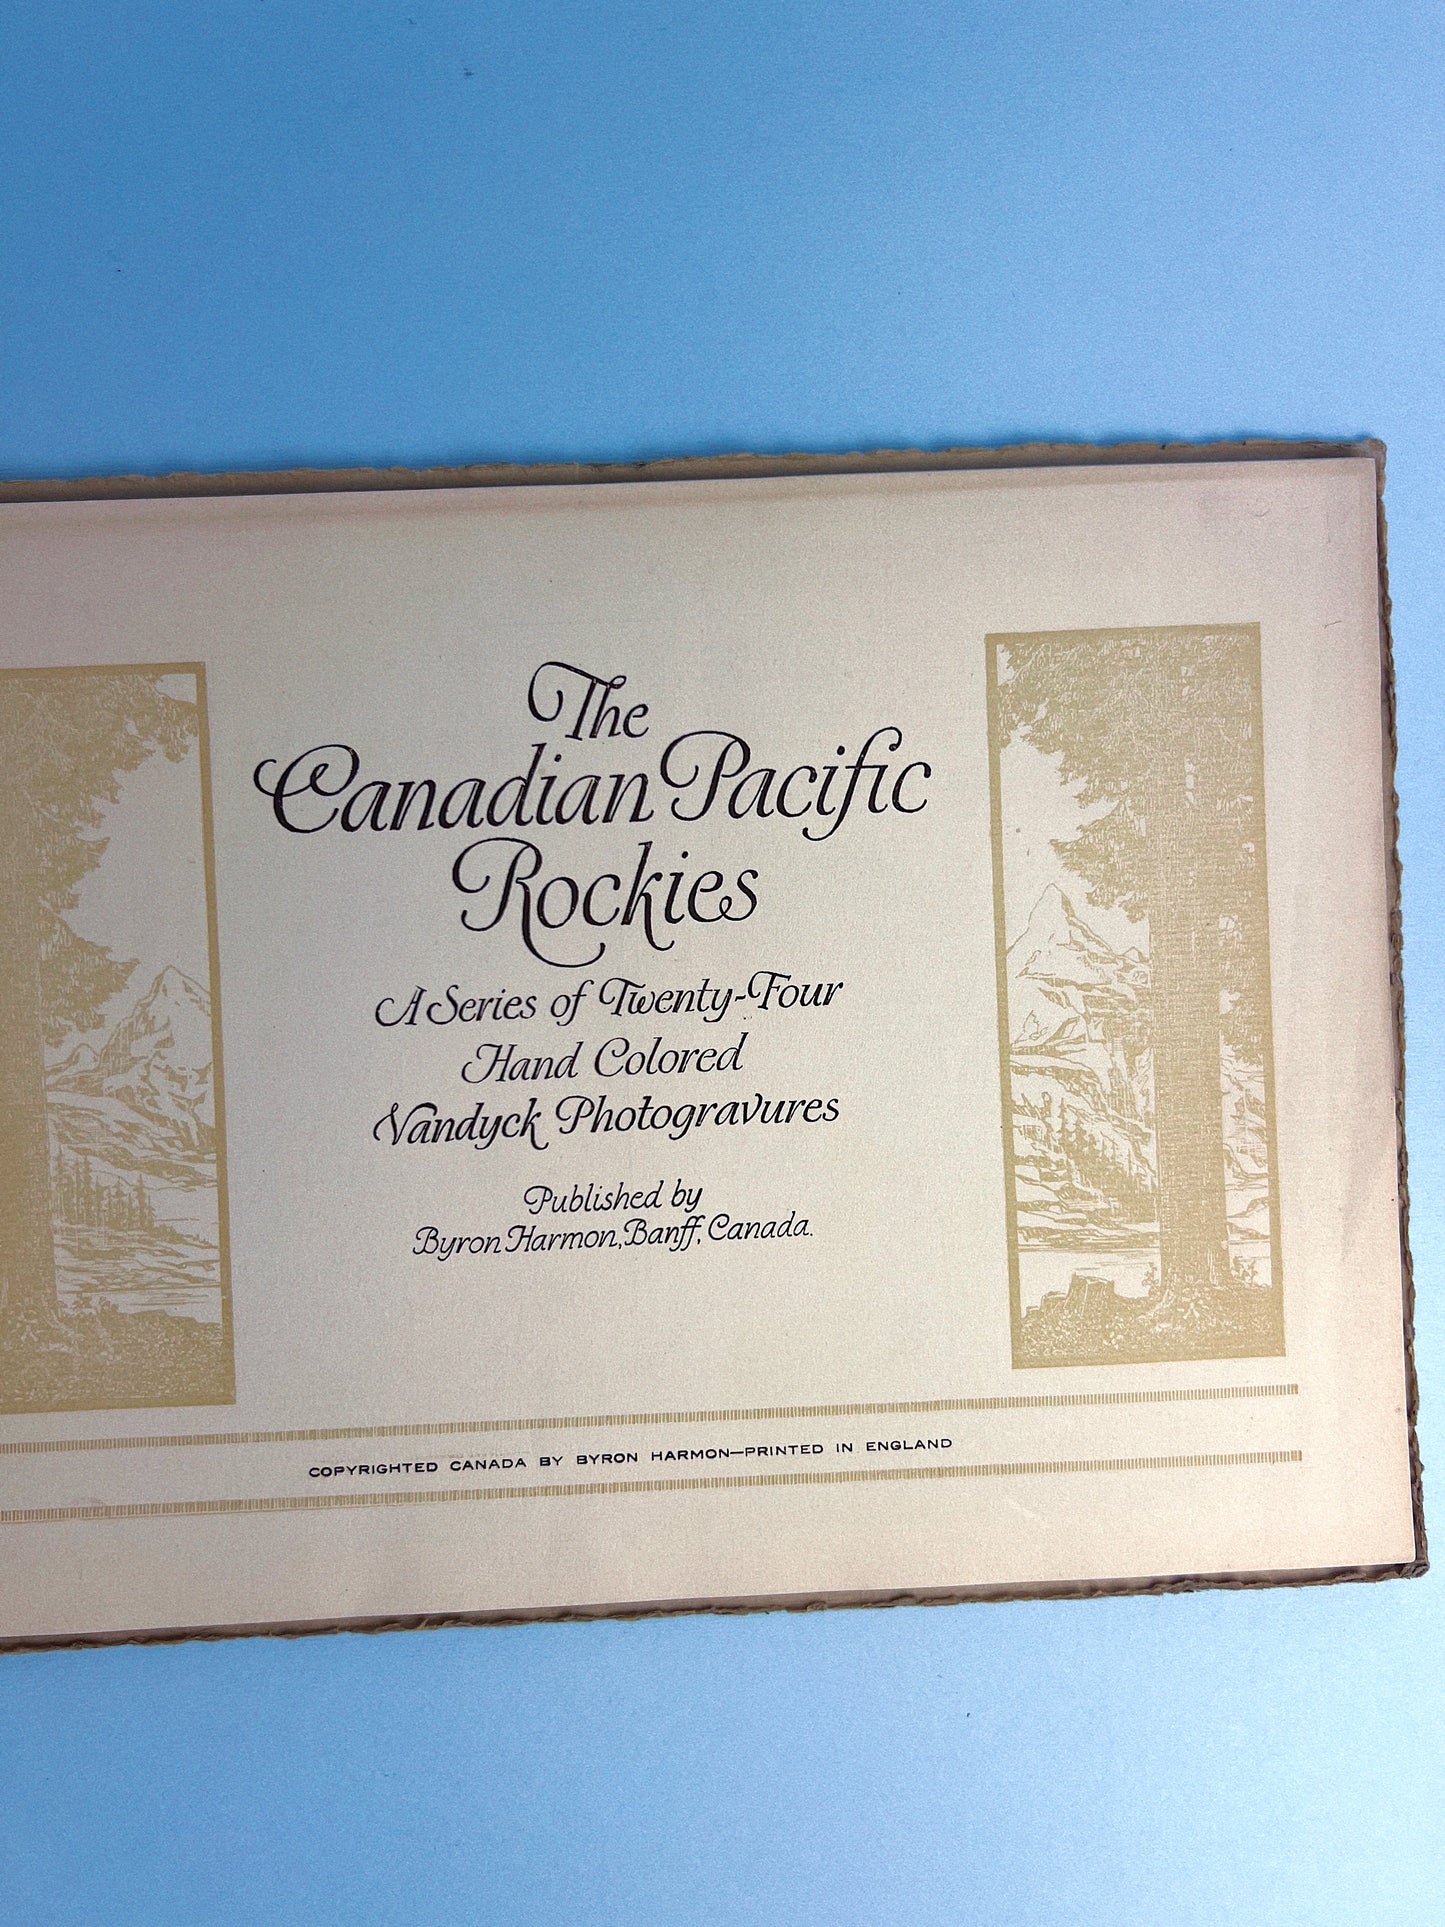 The
Canadian Pacific
Rockies
A Series of Twenty-Four
Hand Colored
Vandyck Photogravures
Published by
Byron Harmon, Banff, Canada.
COPYRIGHTED CANADA BY BYRON HARMON—PRINTED IN ENGLAND